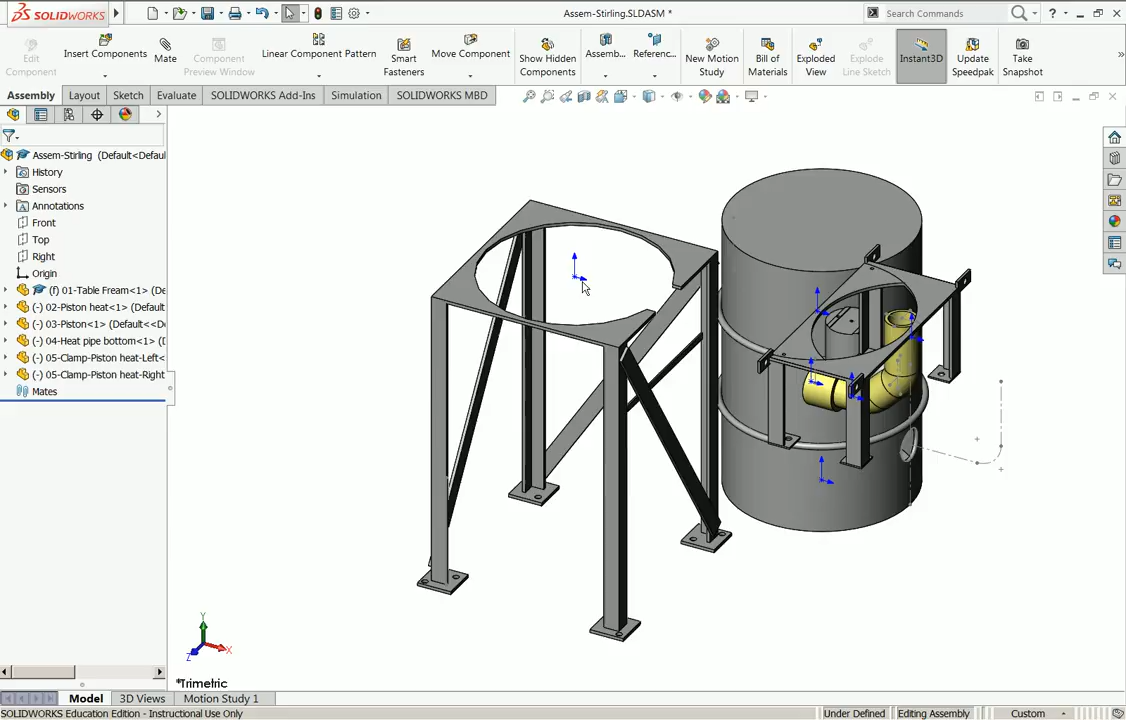 SOLIDWORKS
Assem-Stirling.SLDASM *
Search Commands
?
Edit Component
Insert Components
Mate
Component Preview Window
Linear Component Pattern
Smart Fasteners
Move Component
Show Hidden Components
Assemb...
Referenc...
New Motion Study
Bill of Materials
Exploded View
Explode Line Sketch
Instant3D
Update Speedpak
Take Snapshot
Assembly
Layout
Sketch
Evaluate
SOLIDWORKS Add-Ins
Simulation
SOLIDWORKS MBD
Assem-Stirling (Default<Defaul
History
Sensors
Annotations
Front
Top
Right
Origin
(f) 01-Table Fream<1> (De
(-) 02-Piston heat<1> (Defaul
(-) 03-Piston<1> (Default<<D
(-) 04-Heat pipe bottom<1> (D
(-) 05-Clamp-Piston heat-Left<
(-) 05-Clamp-Piston heat-Right
Mates
Y
X
Z
*Trimetric
Model
3D Views
Motion Study 1
SOLIDWORKS Education Edition - Instructional Use Only
Under Defined
Editing Assembly
Custom